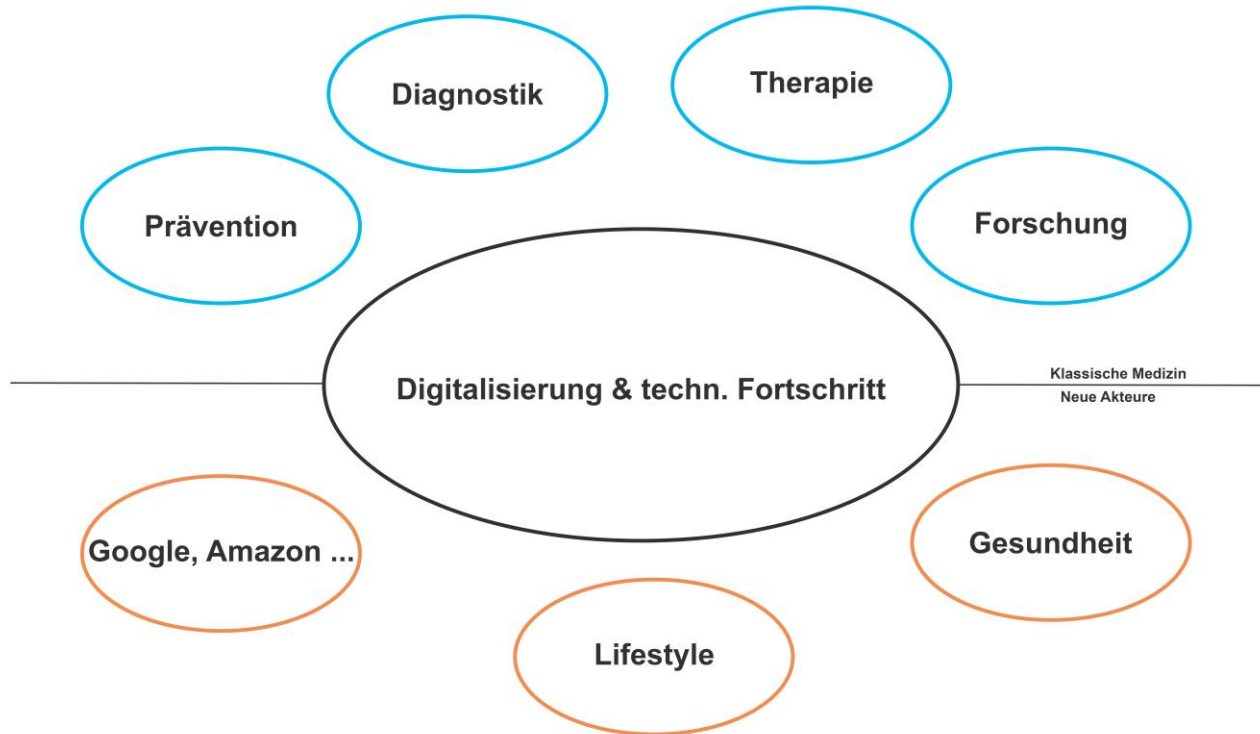 Diagnostik
Therapie
Prävention
Forschung
Digitalisierung & techn. Fortschritt
Klassische Medizin
Neue Akteure
Google, Amazon ...
Gesundheit
Lifestyle